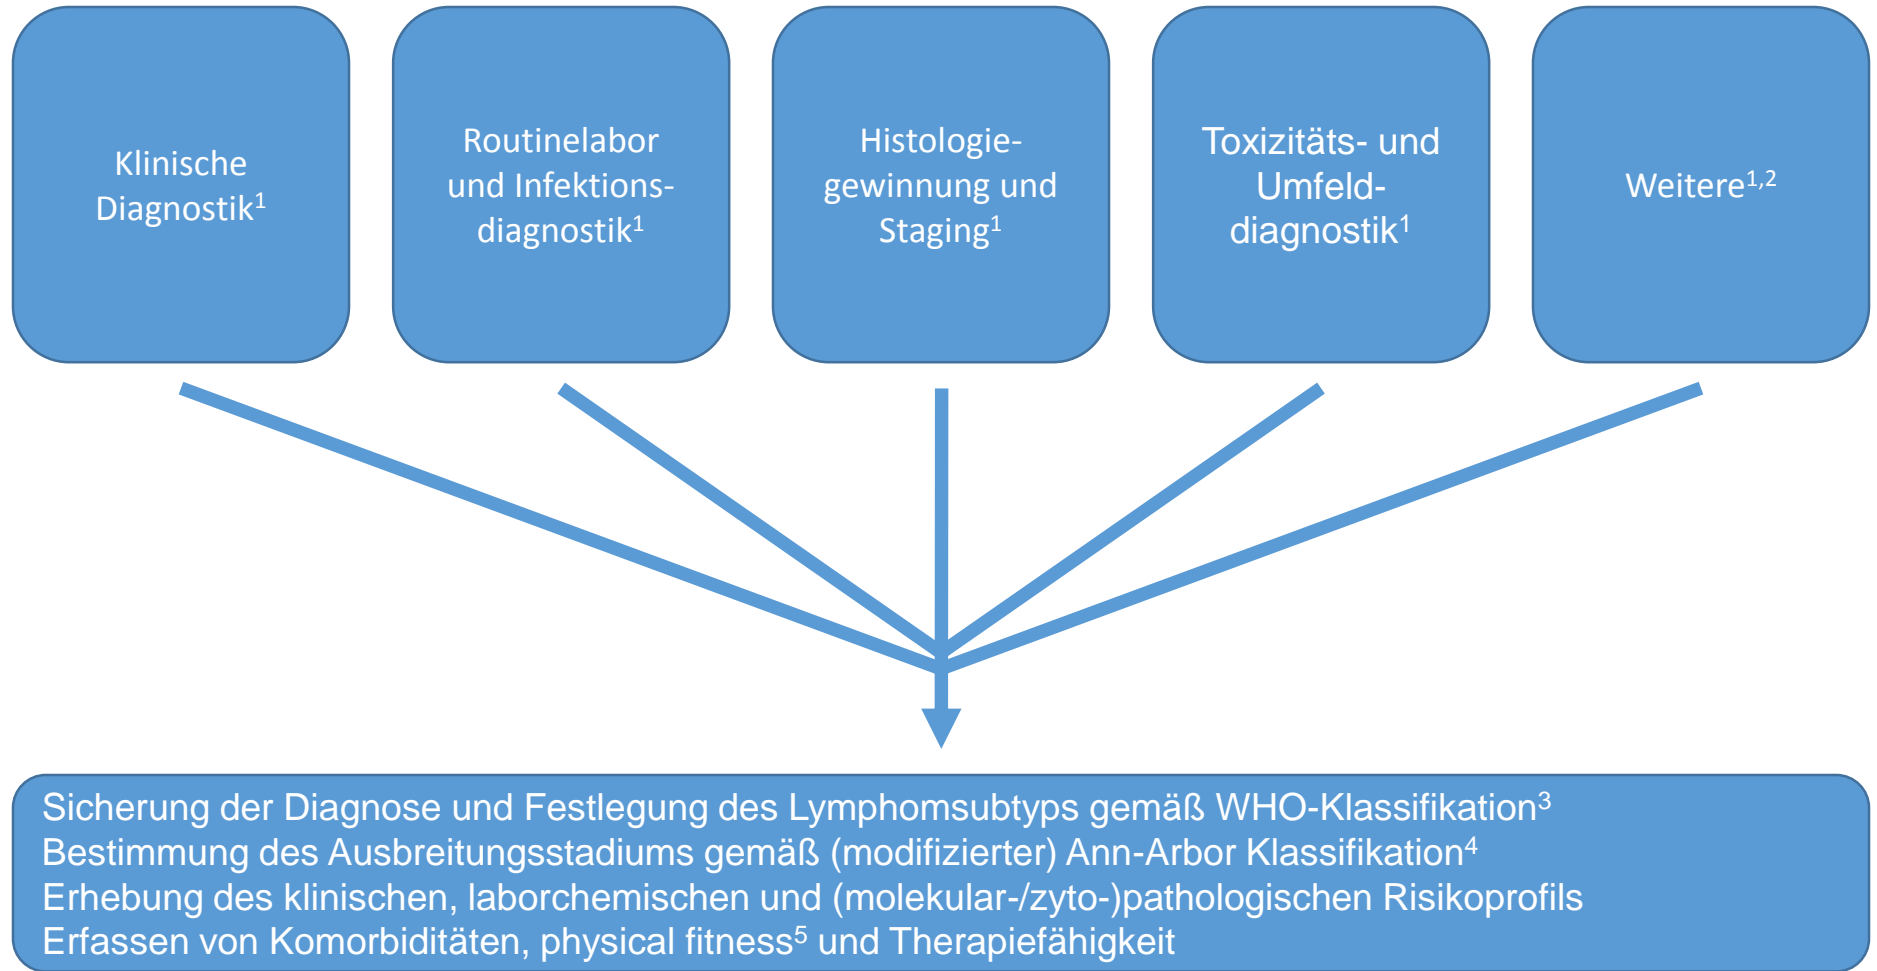 Klinische
Diagnostik¹
Routinelabor
und Infektions-
diagnostik¹
Histologie-
gewinnung und
Staging¹
Toxizitäts- und
Umfeld-
diagnostik¹
Weitere¹,²
Sicherung der Diagnose und Festlegung des Lymphomsubtyps gemäß WHO-Klassifikation³
Bestimmung des Ausbreitungsstadiums gemäß (modifizierter) Ann-Arbor Klassifikation⁴
Erhebung des klinischen, laborchemischen und (molekular-/zyto-)pathologischen Risikoprofils
Erfassen von Komorbiditäten, physical fitness⁵ und Therapiefähigkeit